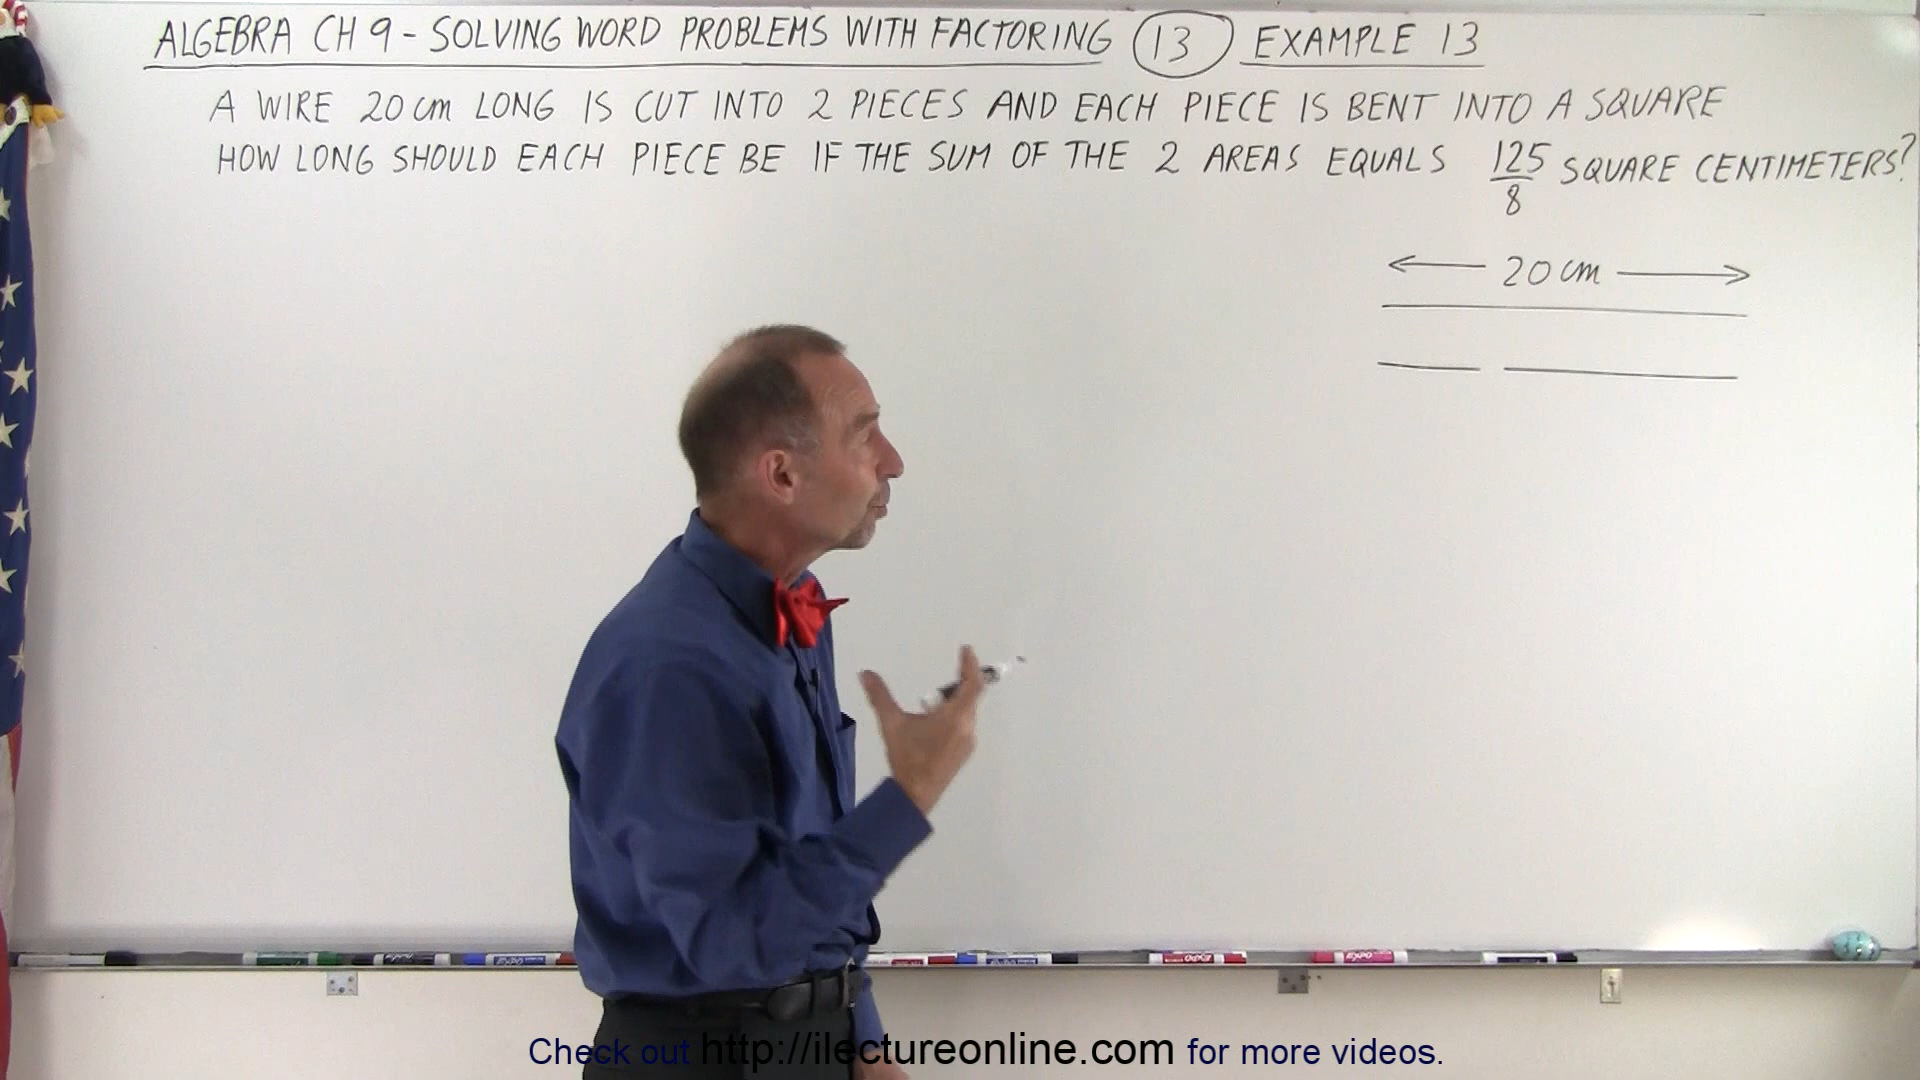 ALGEBRA CH 9 - SOLVING WORD PROBLEMS WITH FACTORING 13 EXAMPLE 13
A WIRE 20 cm LONG IS CUT INTO 2 PIECES AND EACH PIECE IS BENT INTO A SQUARE
HOW LONG SHOULD EACH PIECE BE IF THE SUM OF THE 2 AREAS EQUALS 125/8 SQUARE CENTIMETERS?
20 cm
EXPO
EXPO
Check out http://ilectureonline.com for more videos.